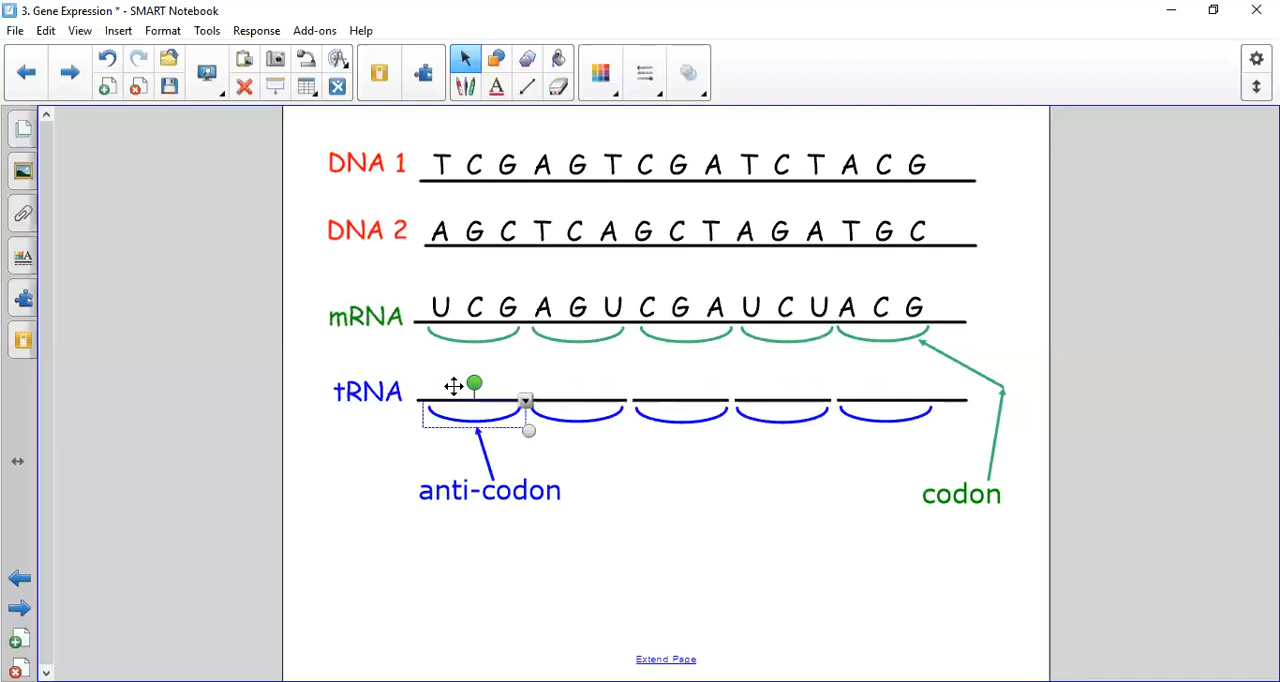 3. Gene Expression * - SMART Notebook
File Edit View Insert Format Tools Response Add-ons Help
DNA 1 T C G A G T C G A T C T A C G
DNA 2 A G C T C A G C T A G A T G C
mRNA U C G A G U C G A U C U A C G
tRNA
anti-codon
codon
Extend Page